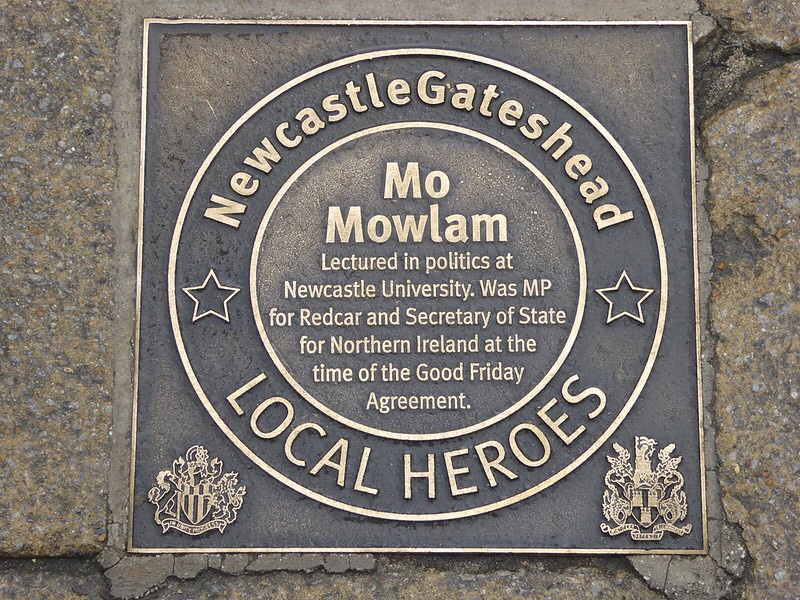 NewcastleGateshead
Mo
Mowlam
Lectured in politics at
Newcastle University. Was MP
for Redcar and Secretary of State
for Northern Ireland at the
time of the Good Friday
Agreement.
LOCAL HEROES